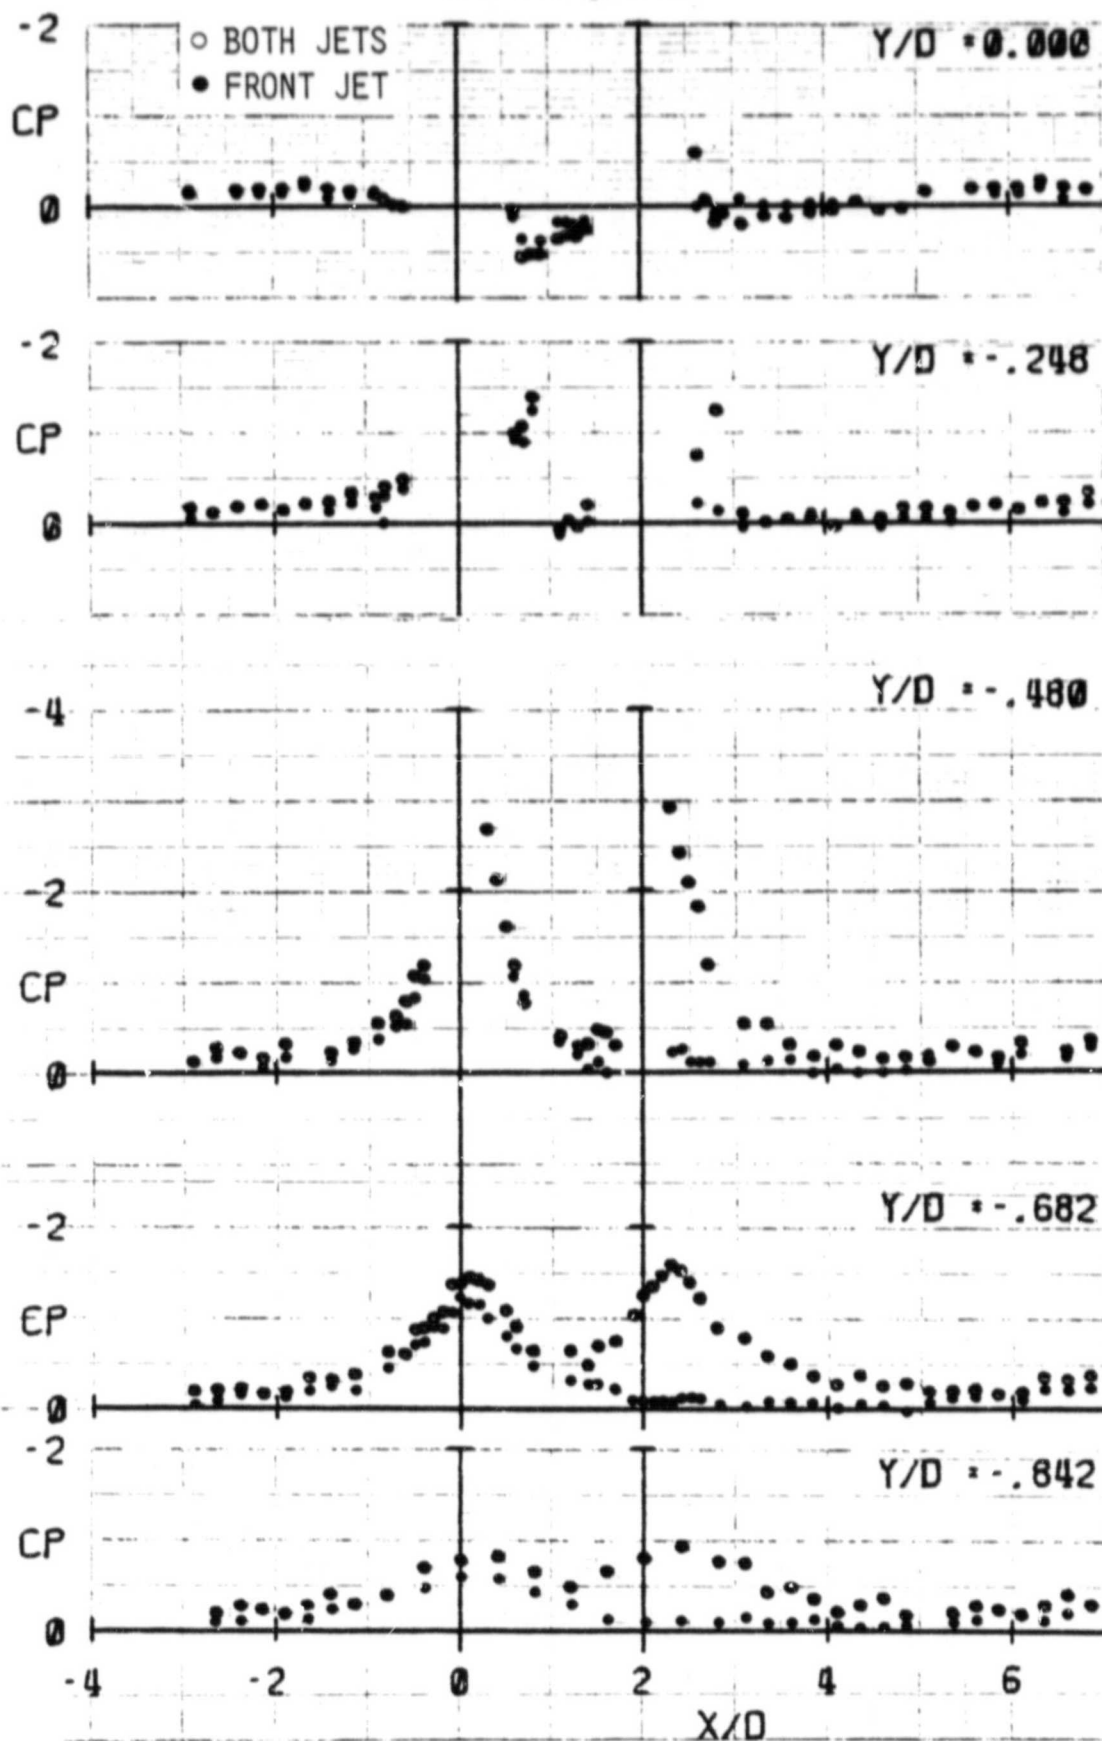 -2
○ BOTH JETS
● FRONT JET
Y/D =0.000
CP
0
-2
Y/D =-.248
CP
0
Y/D =-.480
-4
-2
CP
0
Y/D =-.682
-2
CP
0
-2
Y/D =-.842
CP
0
-4 -2 0 2 4 6
X/D